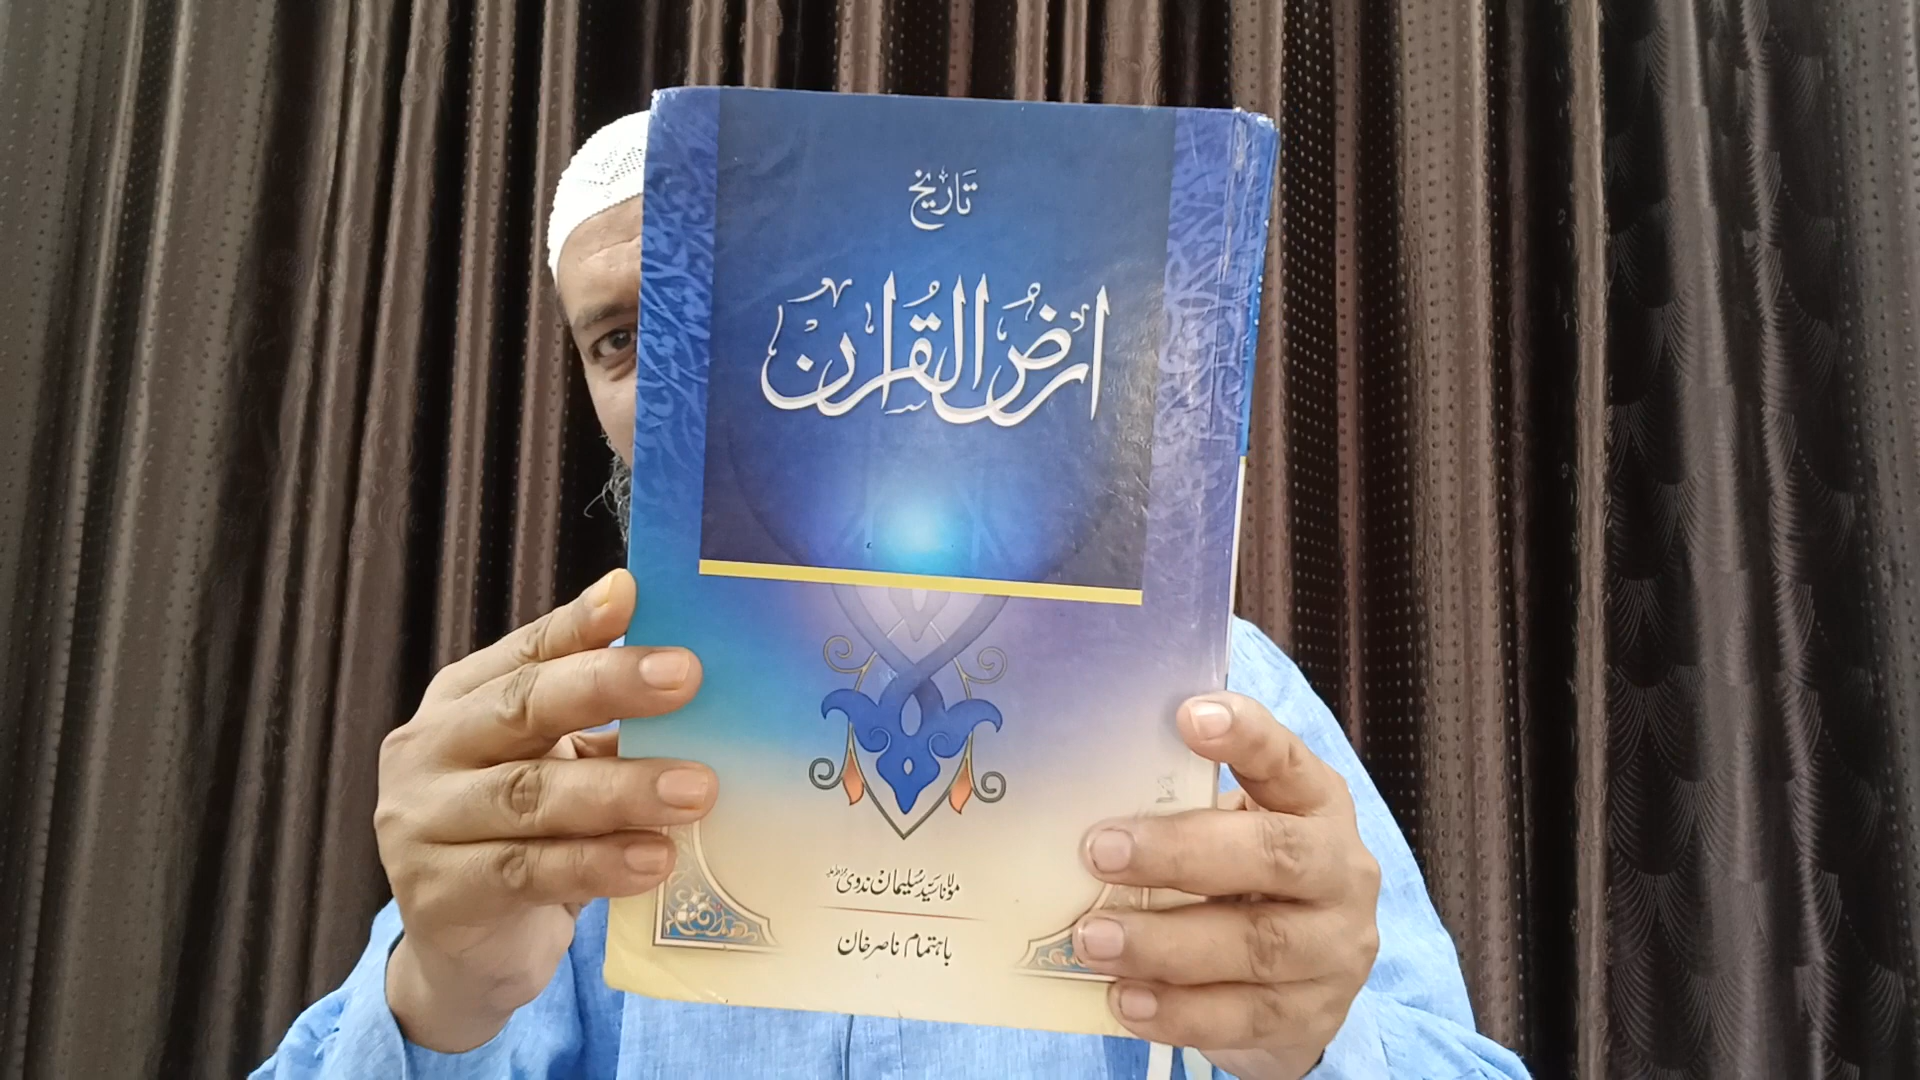 تاریخ
ارض القرآن
مولانا سید سلیمان ندوی
باہتمام ناصر خان